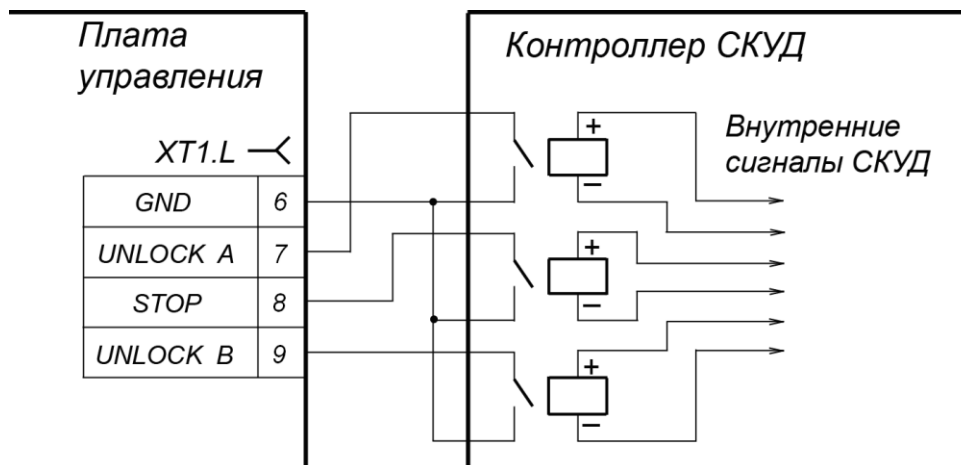 Плата
управления
Контроллер СКУД
XT1.L
GND 6
UNLOCK A 7
STOP 8
UNLOCK B 9
+
−
+
−
+
−
Внутренние
сигналы СКУД